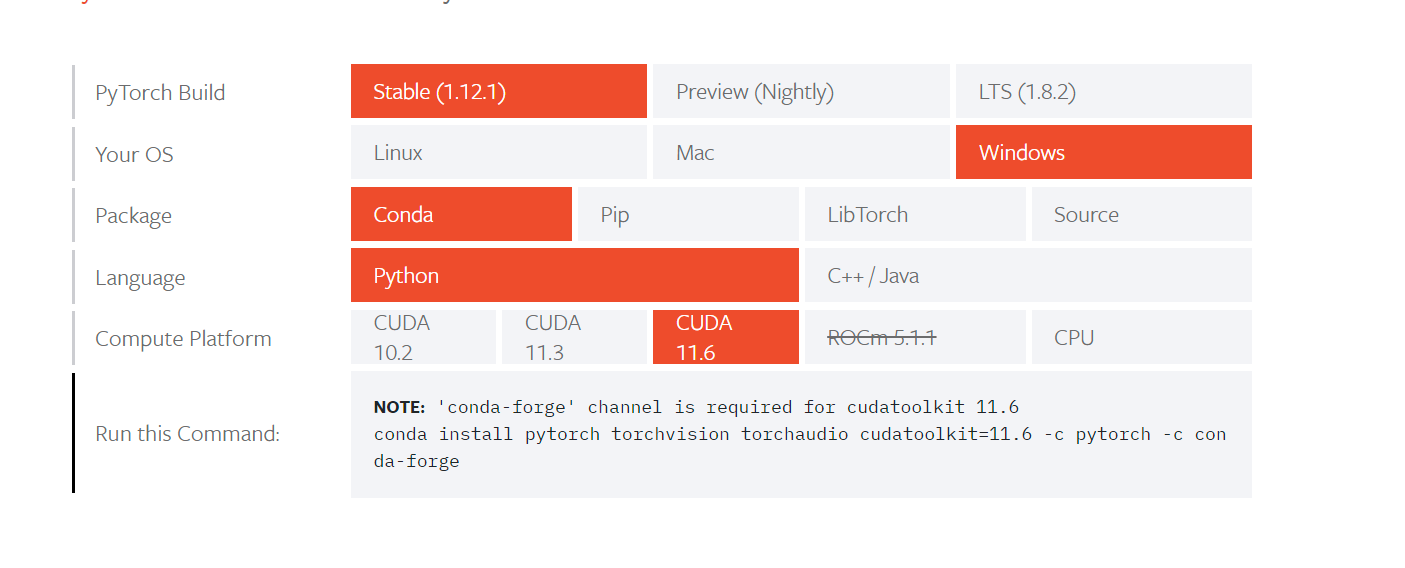 PyTorch Build
Stable (1.12.1)
Preview (Nightly)
LTS (1.8.2)
Your OS
Linux
Mac
Windows
Package
Conda
Pip
LibTorch
Source
Language
Python
C++ / Java
Compute Platform
CUDA
10.2
CUDA
11.3
CUDA
11.6
ROCm 5.1.1
CPU
Run this Command:
NOTE: 'conda-forge' channel is required for cudatoolkit 11.6
conda install pytorch torchvision torchaudio cudatoolkit=11.6 -c pytorch -c con
da-forge